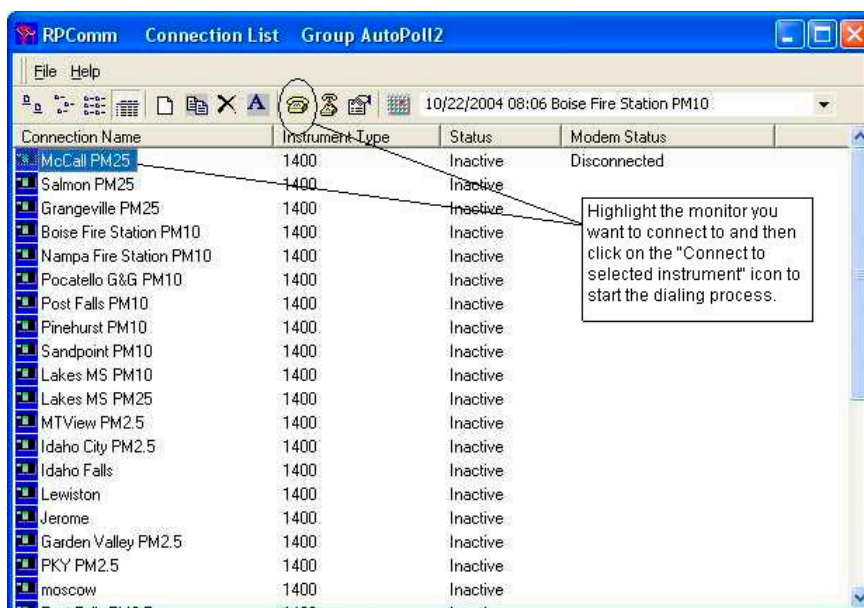 RPComm Connection List Group AutoPoll2
File Help
A 10/22/2004 08:06 Boise Fire Station PM10
Connection Name Instrument Type Status Modem Status
McCall PM25 1400 Inactive Disconnected
Salmon PM25 1400 Inactive
Grangeville PM25 1400 Inactive
Boise Fire Station PM10 1400 Inactive
Nampa Fire Station PM10 1400 Inactive
Pocatello G&G PM10 1400 Inactive
Post Falls PM10 1400 Inactive
Pinehurst PM10 1400 Inactive
Sandpoint PM10 1400 Inactive
Lakes MS PM10 1400 Inactive
Lakes MS PM25 1400 Inactive
MTView PM2.5 1400 Inactive
Idaho City PM2.5 1400 Inactive
Idaho Falls 1400 Inactive
Lewiston 1400 Inactive
Jerome 1400 Inactive
Garden Valley PM2.5 1400 Inactive
PKY PM2.5 1400 Inactive
moscow 1400 Inactive
Highlight the monitor you
want to connect to and then
click on the "Connect to
selected instrument" icon to
start the dialing process.